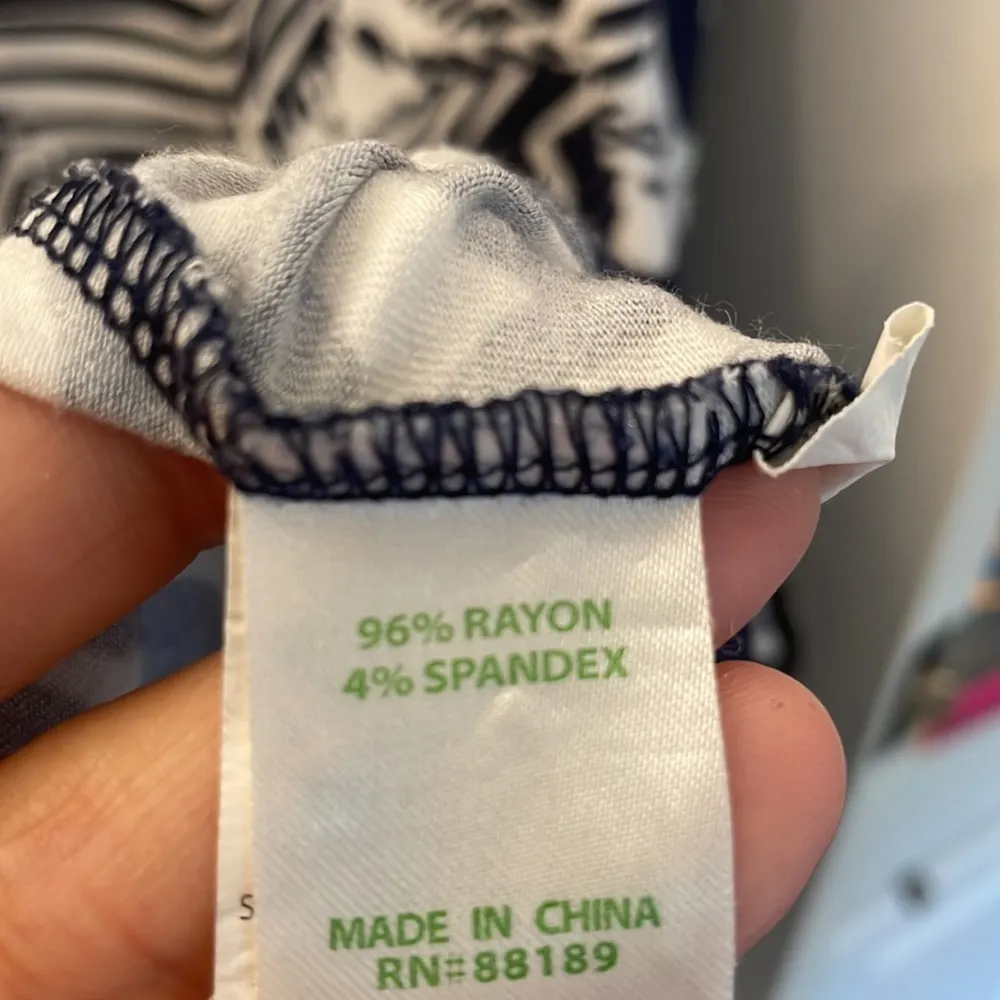 96% RAYON
4% SPANDEX
S
MADE IN CHINA
RN#88189